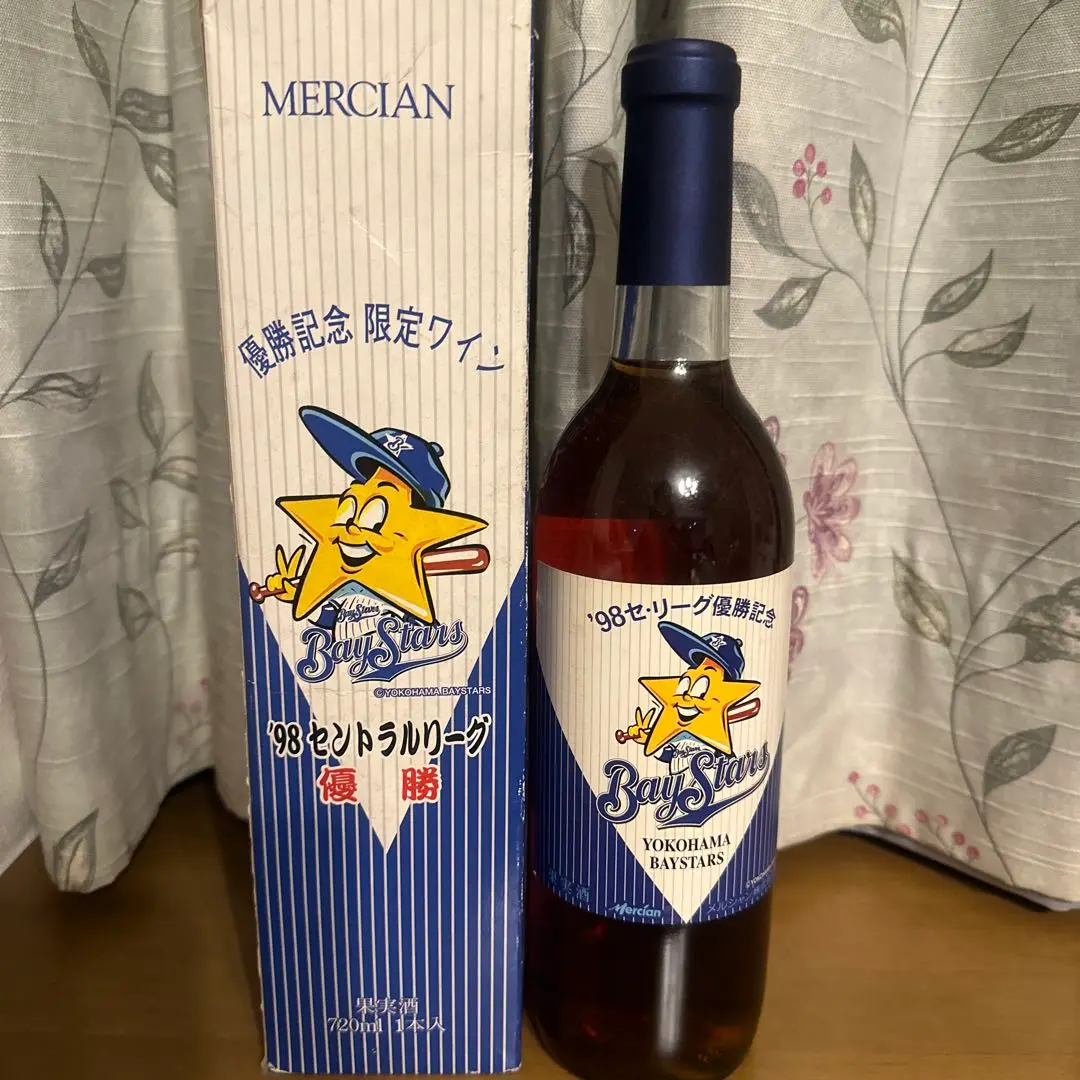 MERCIAN
優勝記念 限定ワイン
BayStars
BayStars
©YOKOHAMA BAYSTARS
'98 セントラルリーグ
優勝
果実酒
720ml 1本入
'98セ・リーグ優勝記念
BayStars
BayStars
YOKOHAMA
BAYSTARS
果実酒
Mercian
メルシャン株
©YOKOHAMA